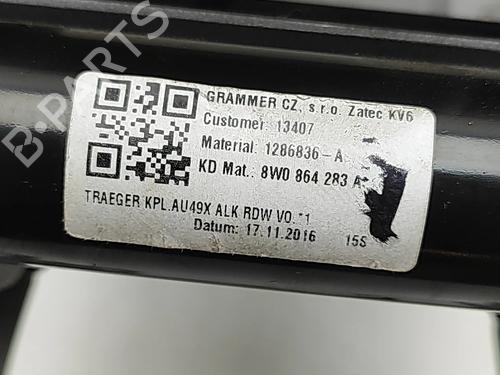 B-PARTS
GRAMMER CZ, s.r.o. Zatec KV6
Customer: 13407
Material: 1286836-A
KD Mat.: 8W0 864 283 A
TRAEGER KPL.AU49X ALK RDW VO."1
Datum: 17.11.2016 15S